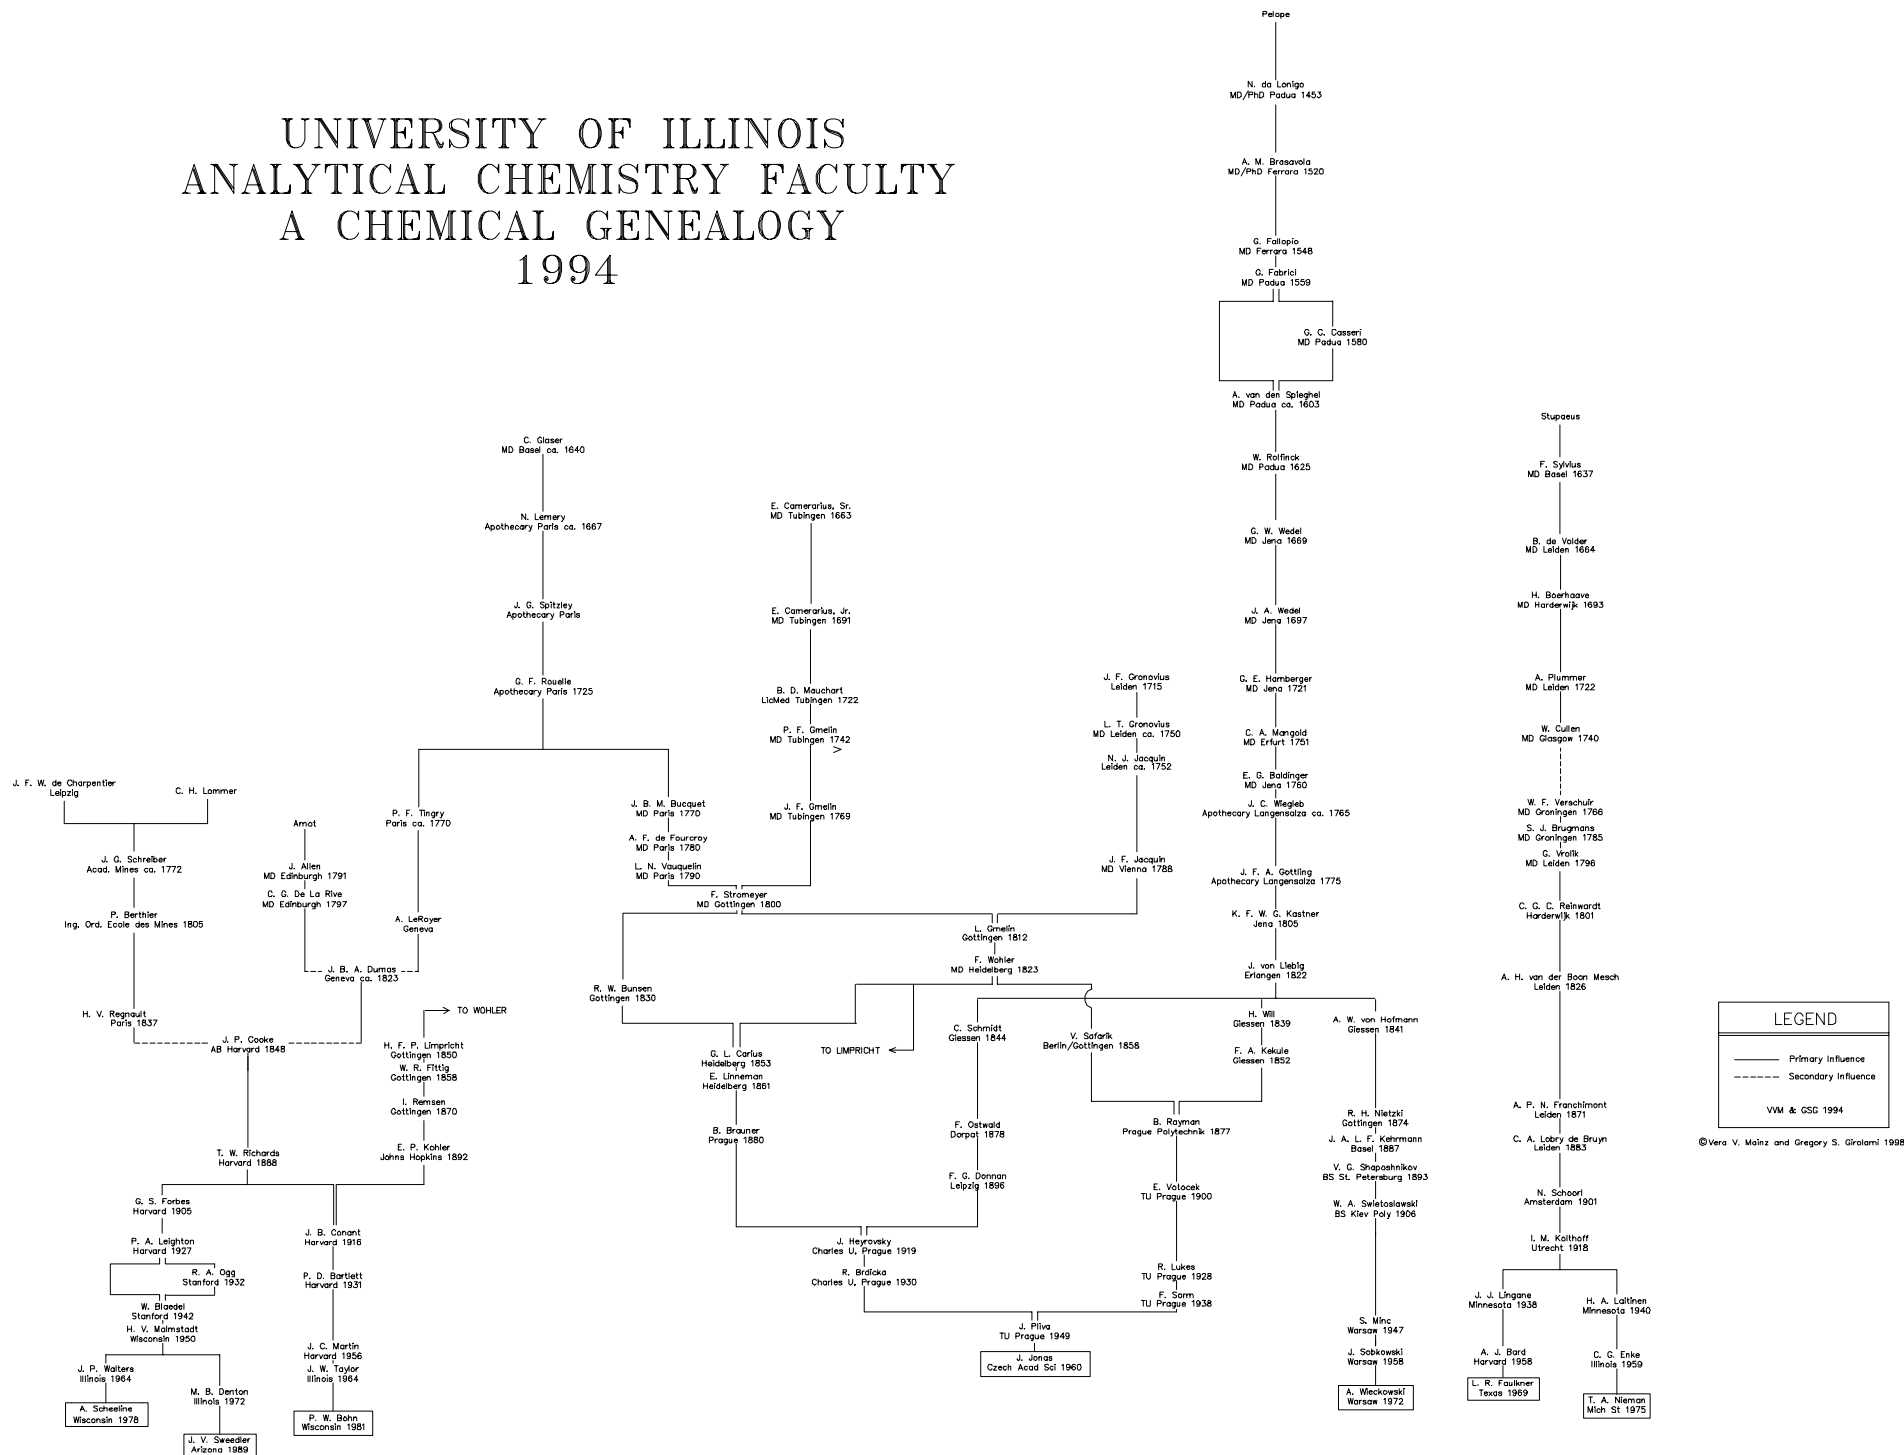 UNIVERSITY OF ILLINOIS
ANALYTICAL CHEMISTRY FACULTY
A CHEMICAL GENEALOGY
1994
Pelope
N. da Lonigo
MD/PhD Padua 1453
A. M. Brasavola
MD/PhD Ferrara 1520
G. Fallopio
MD Ferrara 1548
G. Fabrici
MD Padua 1559
G. C. Casseri
MD Padua 1580
A. van den Spieghel
MD Padua ca. 1603
W. Rolfinck
MD Padua 1625
G. W. Wedel
MD Jena 1669
J. A. Wedel
MD Jena 1697
G. E. Hamberger
MD Jena 1721
C. A. Mangold
MD Erfurt 1751
E. G. Baldinger
MD Jena 1760
J. C. Wiegleb
Apothecary Langensalza ca. 1765
J. F. A. Gottling
Apothecary Langensalza 1775
K. F. W. G. Kastner
Jena 1805
J. von Liebig
Erlangen 1822
Stupaeus
F. Sylvius
MD Basel 1637
B. de Volder
MD Leiden 1664
H. Boerhaave
MD Harderwijk 1693
A. Plummer
MD Leiden 1722
W. Cullen
MD Glasgow 1740
W. F. Verschuir
MD Groningen 1766
S. J. Brugmans
MD Groningen 1785
G. Vrolik
MD Leiden 1796
C. G. C. Reinwardt
Harderwijk 1801
A. H. van der Boon Mesch
Leiden 1826
A. P. N. Franchimont
Leiden 1871
C. A. Lobry de Bruyn
Leiden 1883
N. Schoorl
Amsterdam 1901
I. M. Kolthoff
Utrecht 1918
J. J. Lingane
Minnesota 1938
H. A. Laitinen
Minnesota 1940
A. J. Bard
Harvard 1958
C. G. Enke
Illinois 1959
L. R. Faulkner
Texas 1969
T. A. Nieman
Mich St 1975
C. Glaser
MD Basel ca. 1640
N. Lemery
Apothecary Paris ca. 1667
J. G. Spitzley
Apothecary Paris
G. F. Rouelle
Apothecary Paris 1725
E. Camerarius, Sr.
MD Tubingen 1663
E. Camerarius, Jr.
MD Tubingen 1691
B. D. Mauchart
LicMed Tubingen 1722
P. F. Gmelin
MD Tubingen 1742
>
J. F. Gmelin
MD Tubingen 1769
J. F. Gronovius
Leiden 1715
L. T. Gronovius
MD Leiden ca. 1750
N. J. Jacquin
Leiden ca. 1752
J. F. Jacquin
MD Vienna 1788
J. F. W. de Charpentier
Leipzig
C. H. Lommer
J. G. Schreiber
Acad. Mines ca. 1772
P. Berthier
Ing. Ord. Ecole des Mines 1805
H. V. Regnault
Paris 1837
Arnot
J. Allen
MD Edinburgh 1791
C. G. De La Rive
MD Edinburgh 1797
P. F. Tingry
Paris ca. 1770
A. LeRoyer
Geneva
J. B. A. Dumas
Geneva ca. 1823
J. B. M. Bucquet
MD Paris 1770
A. F. de Fourcroy
MD Paris 1780
L. N. Vauquelin
MD Paris 1790
F. Stromeyer
MD Gottingen 1800
L. Gmelin
Gottingen 1812
F. Wohler
MD Heidelberg 1823
R. W. Bunsen
Gottingen 1830
TO WOHLER
TO LIMPRICHT
J. P. Cooke
AB Harvard 1848
H. F. P. Limpricht
Gottingen 1850
W. R. Fittig
Gottingen 1858
I. Remsen
Gottingen 1870
E. P. Kohler
Johns Hopkins 1892
T. W. Richards
Harvard 1888
G. S. Forbes
Harvard 1905
P. A. Leighton
Harvard 1927
R. A. Ogg
Stanford 1932
W. Blaedel
Stanford 1942
H. V. Malmstadt
Wisconsin 1950
J. P. Walters
Illinois 1964
M. B. Denton
Illinois 1972
A. Scheeline
Wisconsin 1978
J. V. Sweedler
Arizona 1989
J. B. Conant
Harvard 1916
P. D. Bartlett
Harvard 1931
J. C. Martin
Harvard 1956
J. W. Taylor
Illinois 1964
P. W. Bohn
Wisconsin 1981
G. L. Carius
Heidelberg 1853
E. Linneman
Heidelberg 1861
B. Brauner
Prague 1880
C. Schmidt
Giessen 1844
F. Ostwald
Dorpat 1878
F. G. Donnan
Leipzig 1896
J. Heyrovsky
Charles U, Prague 1919
R. Brdicka
Charles U, Prague 1930
V. Safarik
Berlin/Gottingen 1858
H. Will
Giessen 1839
F. A. Kekule
Giessen 1852
B. Rayman
Prague Polytechnik 1877
E. Votocek
TU Prague 1900
R. Lukes
TU Prague 1928
F. Sorm
TU Prague 1938
J. Pliva
TU Prague 1949
J. Jonas
Czech Acad Sci 1960
A. W. von Hofmann
Giessen 1841
R. H. Nietzki
Gottingen 1874
J. A. L. F. Kehrmann
Basel 1887
V. G. Shaposhnikov
BS St. Petersburg 1893
W. A. Swietoslawski
BS Kiev Poly 1906
S. Minc
Warsaw 1947
J. Sobkowski
Warsaw 1958
A. Wieckowski
Warsaw 1972
LEGEND
Primary Influence
Secondary Influence
VVM & GSG 1994
©Vera V. Mainz and Gregory S. Girolami 1998